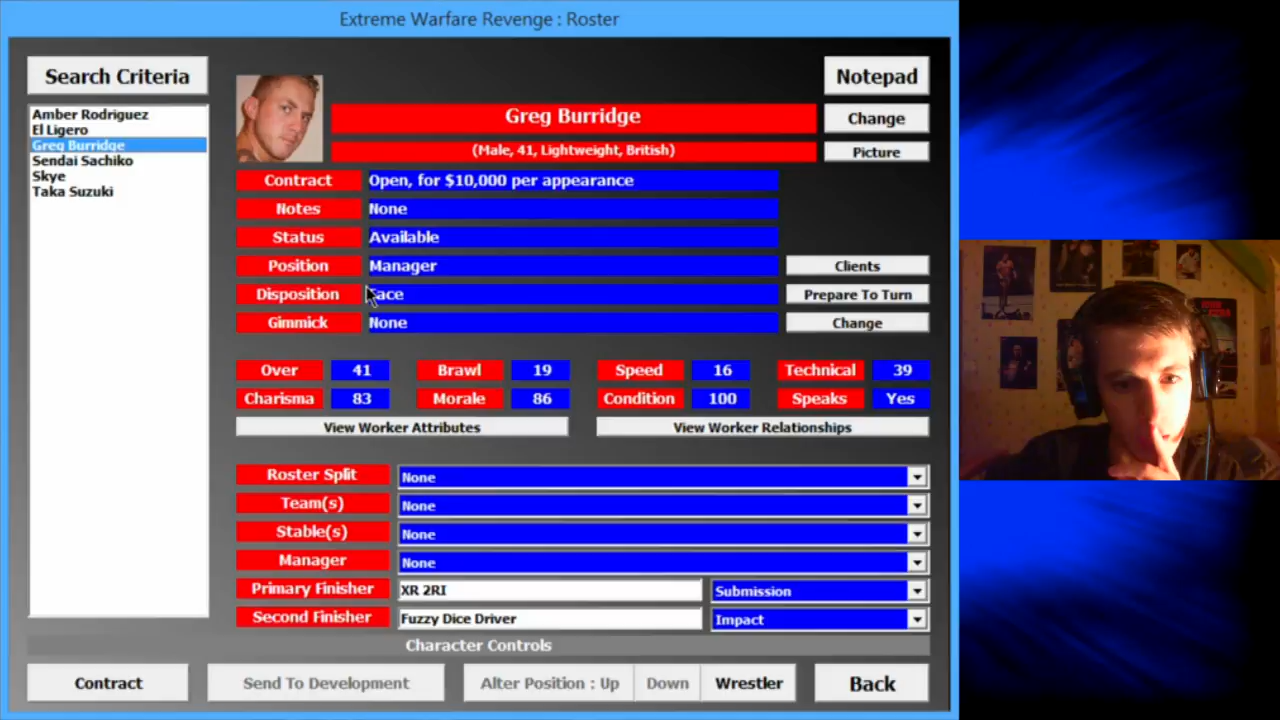 Extreme Warfare Revenge : Roster
Search Criteria
Notepad
Amber Rodriguez
El Ligero
Greg Burridge
Sendai Sachiko
Skye
Taka Suzuki
Greg Burridge
Change
(Male, 41, Lightweight, British)
Picture
Contract Open, for $10,000 per appearance
Notes None
Status Available
Position Manager Clients
Disposition Face Prepare To Turn
Gimmick None Change
Over 41 Brawl 19 Speed 16 Technical 39
Charisma 83 Morale 86 Condition 100 Speaks Yes
View Worker Attributes View Worker Relationships
Roster Split None
Team(s) None
Stable(s) None
Manager None
Primary Finisher XR 2RI Submission
Second Finisher Fuzzy Dice Driver Impact
Character Controls
Contract Send To Development Alter Position : Up Down Wrestler Back